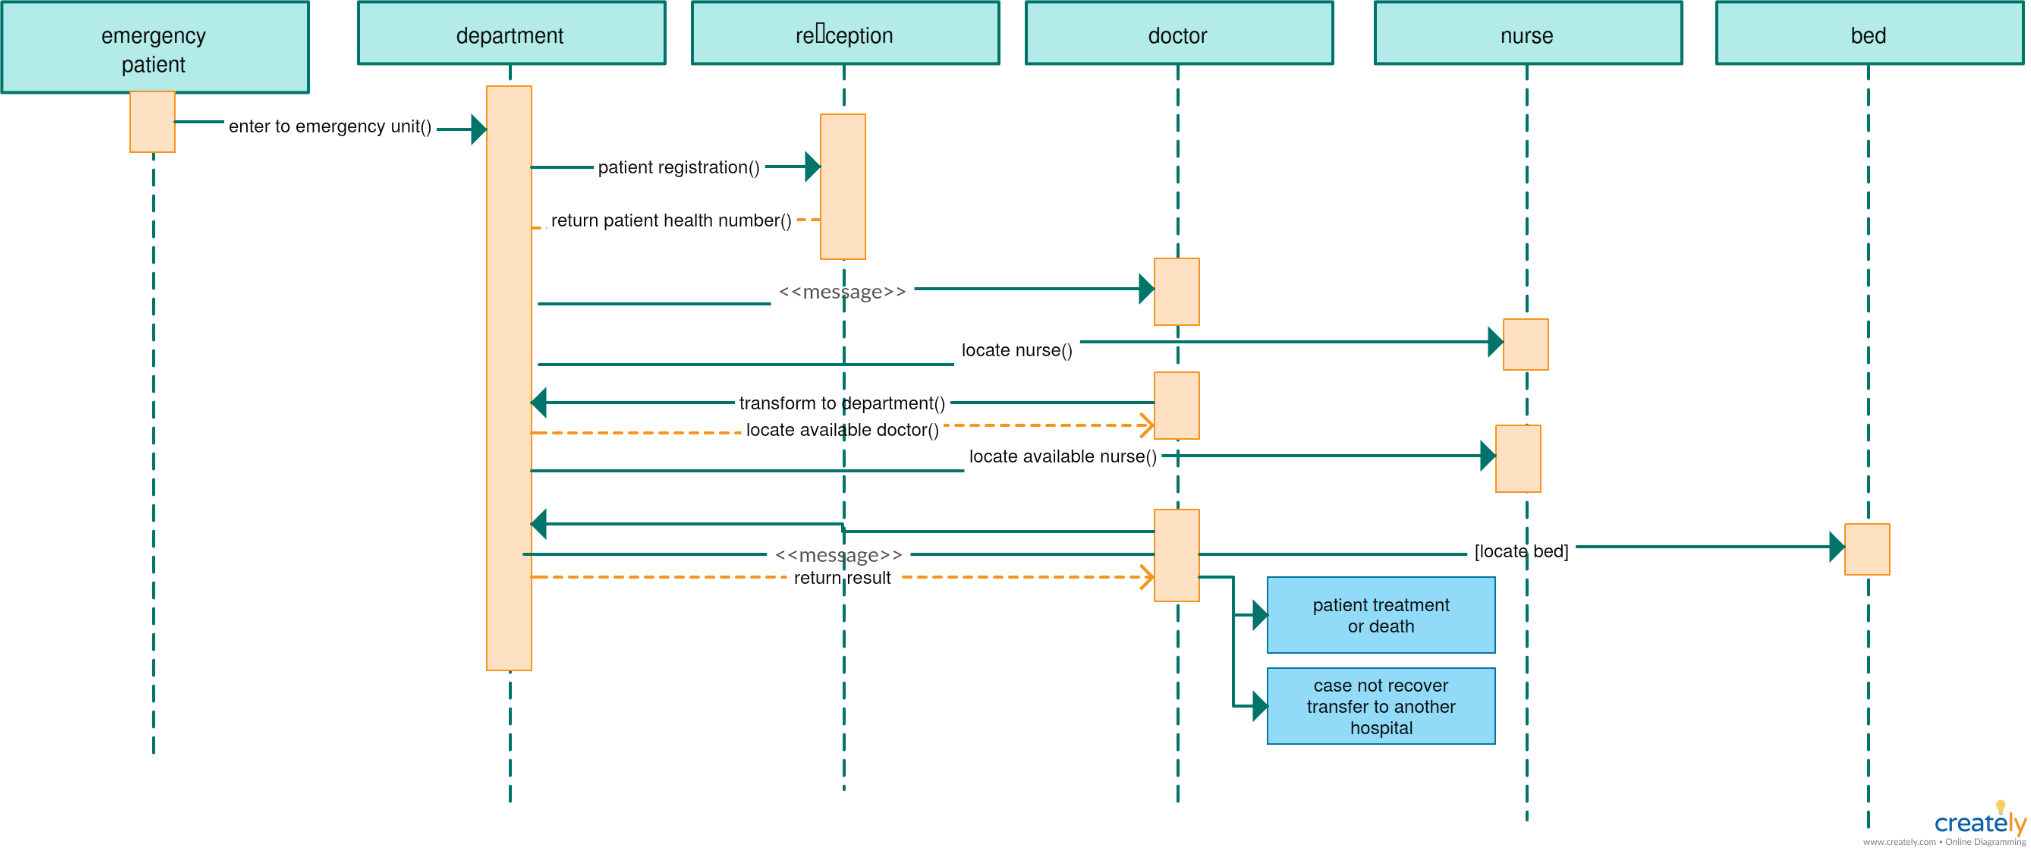 emergency
patient
department
re▯ception
doctor
nurse
bed
enter to emergency unit()
patient registration()
return patient health number()
<<message>>
locate nurse()
transform to department()
locate available doctor()
locate available nurse()
<<message>>
[locate bed]
return result
patient treatment
or death
case not recover
transfer to another
hospital
creately
www.creately.com • Online Diagramming